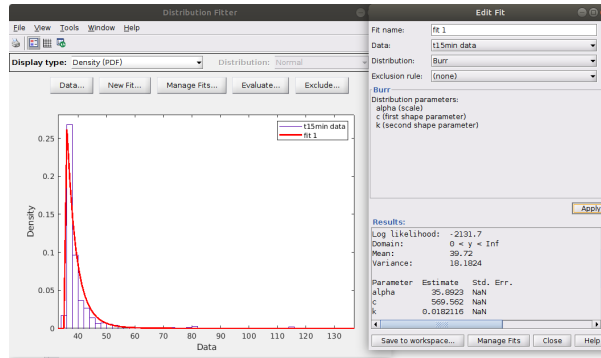 Distribution Fitter
File View Tools Window Help
Display type: Density (PDF) Distribution: Normal
Data... New Fit... Manage Fits... Evaluate... Exclude...
t15min data
fit 1
0.25
0.2
0.15
0.1
0.05
0
Density
40 50 60 70 80 90 100 110 120 130
Data
Edit Fit
Fit name: fit 1
Data: t15min data
Distribution: Burr
Exclusion rule: (none)
Burr
Distribution parameters:
alpha (scale)
c (first shape parameter)
k (second shape parameter)
Apply
Results:
Log likelihood: -2131.7
Domain: 0 < y < Inf
Mean: 39.72
Variance: 18.1824
Parameter Estimate Std. Err.
alpha 35.8923 NaN
c 569.562 NaN
k 0.0182116 NaN
Save to workspace... Manage Fits Close Help